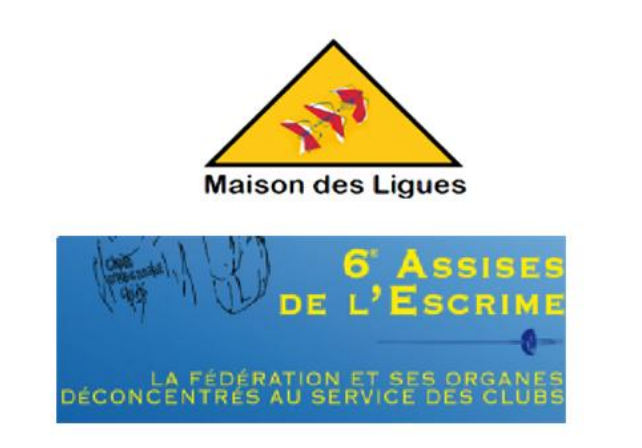 Maison des Ligues
6E ASSISES
DE L'ESCRIME
LA FÉDÉRATION ET SES ORGANES
DÉCONCENTRÉS AU SERVICE DES CLUBS